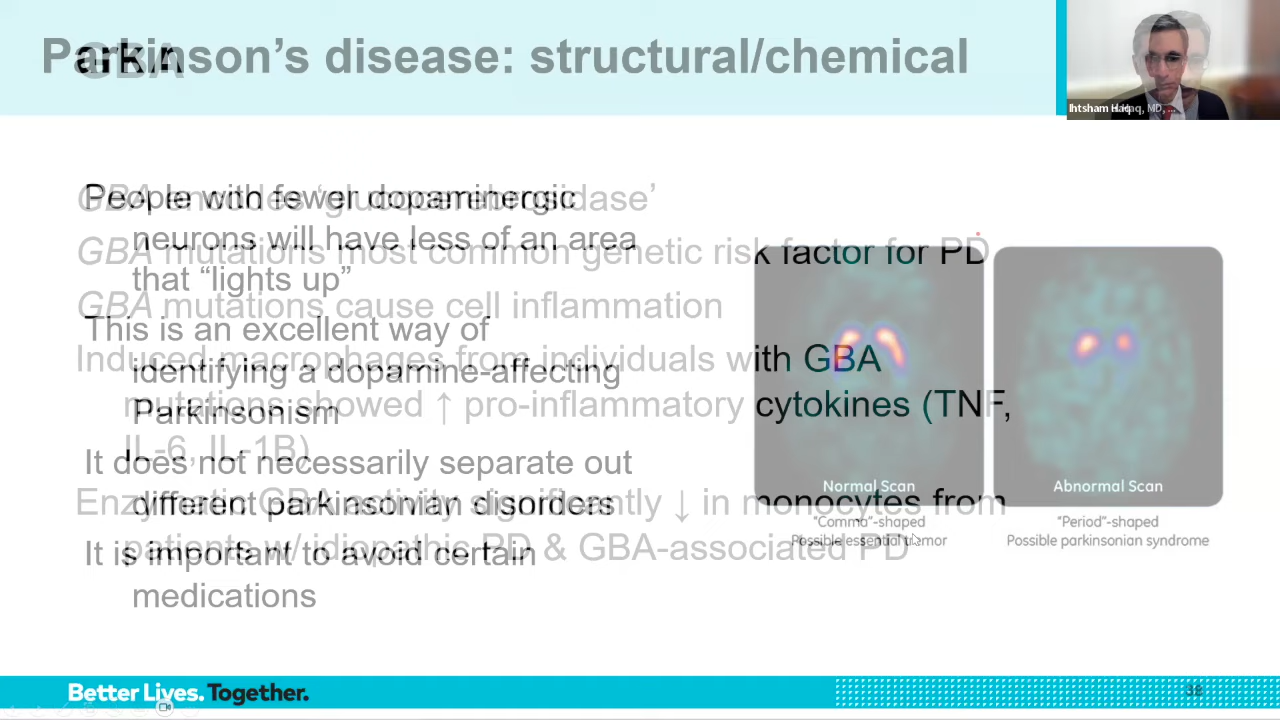 Parkinson's disease: structural/chemical
GBA
Ihtsham Haq, MD, ...
People with fewer dopaminergic
neurons will have less of an area
that “lights up”
This is an excellent way of
identifying a dopamine-affecting
Parkinsonism
It does not necessarily separate out
different parkinsonian disorders
It is important to avoid certain
medications
GBA encodes ‘glucocerebrosidase’
GBA mutations most common genetic risk factor for PD
GBA mutations cause cell inflammation
Induced macrophages from individuals with GBA
mutations showed ↑ pro-inflammatory cytokines (TNF,
IL-6, IL-1B)
Enzymatic GBA activity significantly ↓ in monocytes from
patients w/ idiopathic PD & GBA-associated PD
Normal Scan
“Comma”-shaped
Possible essential tremor
Abnormal Scan
“Period”-shaped
Possible parkinsonian syndrome
Better Lives. Together.
38